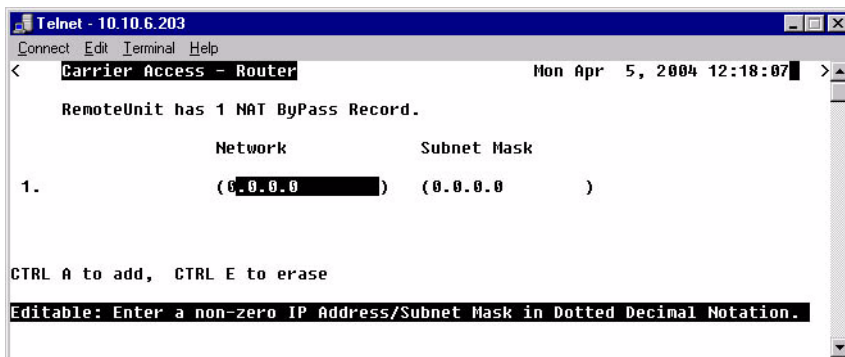 Telnet - 10.10.6.203
Connect Edit Terminal Help
< Carrier Access - Router Mon Apr 5, 2004 12:18:07 >
RemoteUnit has 1 NAT ByPass Record.
Network Subnet Mask
1. (0.0.0.0 ) (0.0.0.0 )
CTRL A to add, CTRL E to erase
Editable: Enter a non-zero IP Address/Subnet Mask in Dotted Decimal Notation.